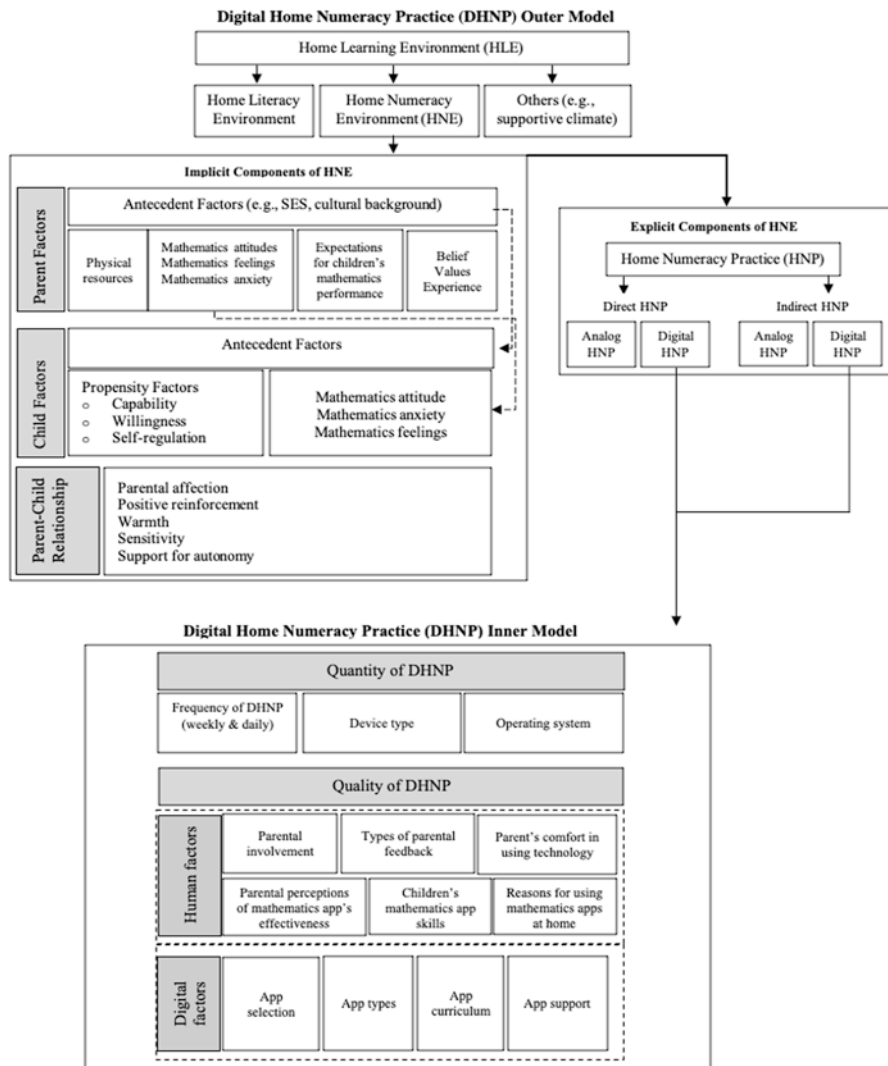 Digital Home Numeracy Practice (DHNP) Outer Model
Home Learning Environment (HLE)
Home Literacy
Environment
Home Numeracy
Environment (HNE)
Others (e.g.,
supportive climate)
Implicit Components of HNE
Parent Factors
Antecedent Factors (e.g., SES, cultural background)
Physical
resources
Mathematics attitudes
Mathematics feelings
Mathematics anxiety
Expectations
for children's
mathematics
performance
Belief
Values
Experience
Child Factors
Antecedent Factors
Propensity Factors
o Capability
o Willingness
o Self-regulation
Mathematics attitude
Mathematics anxiety
Mathematics feelings
Parent-Child
Relationship
Parental affection
Positive reinforcement
Warmth
Sensitivity
Support for autonomy
Explicit Components of HNE
Home Numeracy Practice (HNP)
Direct HNP
Indirect HNP
Analog
HNP
Digital
HNP
Analog
HNP
Digital
HNP
Digital Home Numeracy Practice (DHNP) Inner Model
Quantity of DHNP
Frequency of DHNP
(weekly & daily)
Device type
Operating system
Quality of DHNP
Human factors
Parental
involvement
Types of parental
feedback
Parent's comfort in
using technology
Parental perceptions
of mathematics app's
effectiveness
Children's
mathematics app
skills
Reasons for using
mathematics apps
at home
Digital
factors
App
selection
App types
App
curriculum
App support